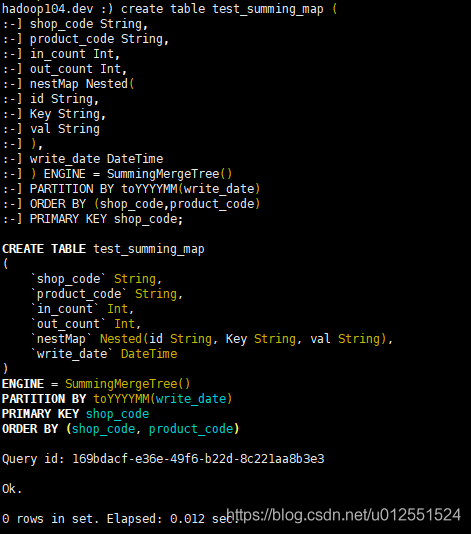 hadoop104.dev :) create table test_summing_map (
:-] shop_code String,
:-] product_code String,
:-] in_count Int,
:-] out_count Int,
:-] nestMap Nested(
:-] id String,
:-] Key String,
:-] val String
:-] ),
:-] write_date DateTime
:-] ) ENGINE = SummingMergeTree()
:-] PARTITION BY toYYYYMM(write_date)
:-] ORDER BY (shop_code,product_code)
:-] PRIMARY KEY shop_code;
CREATE TABLE test_summing_map
(
`shop_code` String,
`product_code` String,
`in_count` Int,
`out_count` Int,
`nestMap` Nested(id String, Key String, val String),
`write_date` DateTime
)
ENGINE = SummingMergeTree()
PARTITION BY toYYYYMM(write_date)
PRIMARY KEY shop_code
ORDER BY (shop_code, product_code)
Query id: 169bdacf-e36e-49f6-b22d-8c221aa8b3e3
Ok.
0 rows in set. Elapsed: 0.012 sec.
https://blog.csdn.net/u012551524